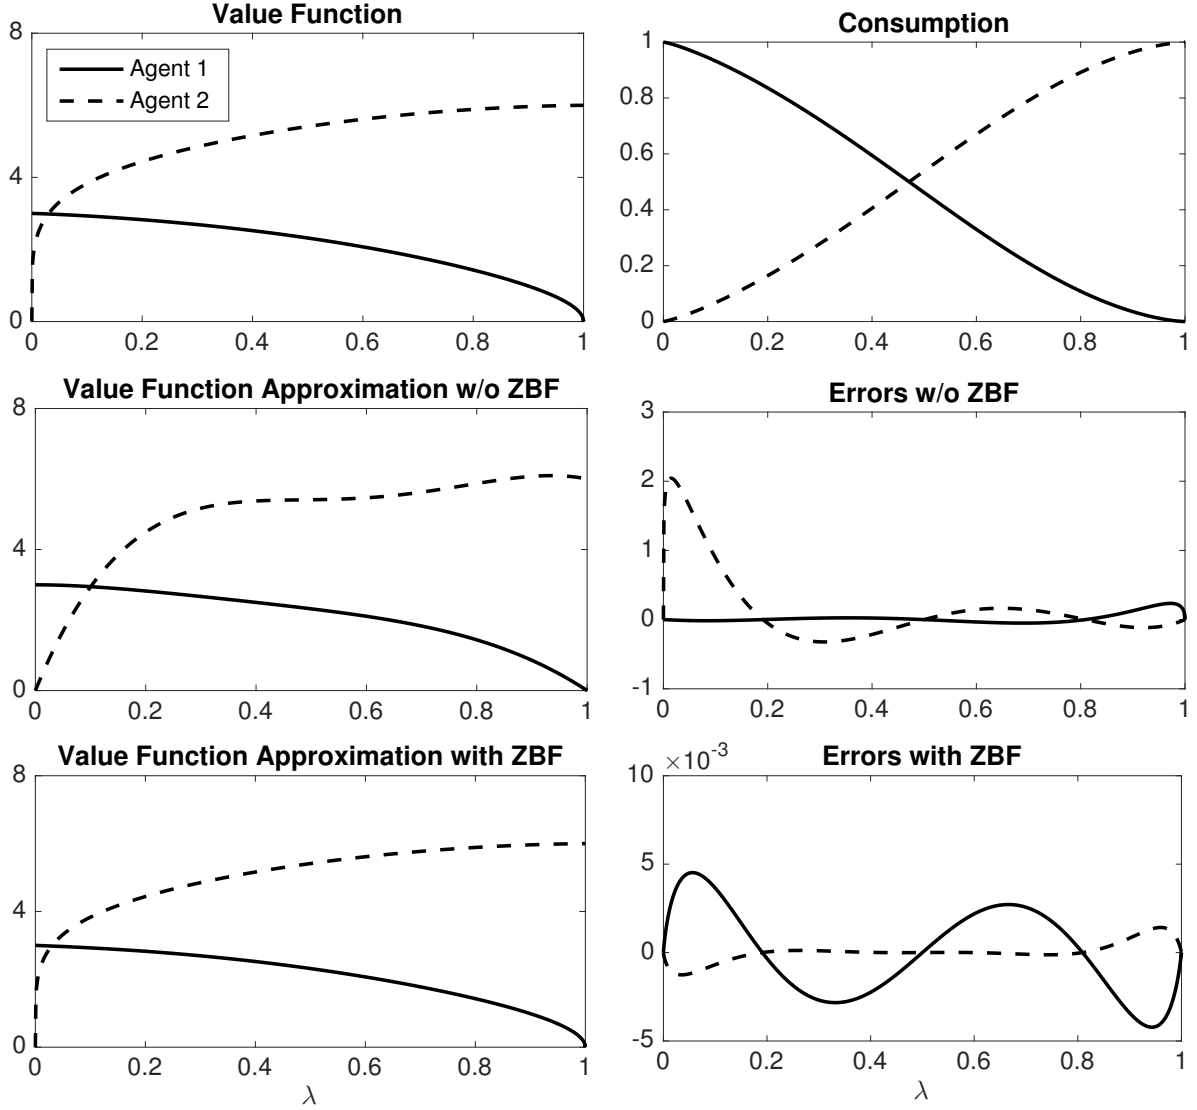 Value Function
8
4
0
0 0.2 0.4 0.6 0.8 1
Agent 1
Agent 2
Consumption
1
0.8
0.6
0.4
0.2
0
0 0.2 0.4 0.6 0.8 1
Value Function Approximation w/o ZBF
8
4
0
0 0.2 0.4 0.6 0.8 1
Errors w/o ZBF
3
2
1
0
-1
0 0.2 0.4 0.6 0.8 1
Value Function Approximation with ZBF
8
4
0
0 0.2 0.4 0.6 0.8 1
λ
Errors with ZBF
×10⁻³
10
5
0
-5
0 0.2 0.4 0.6 0.8 1
λ